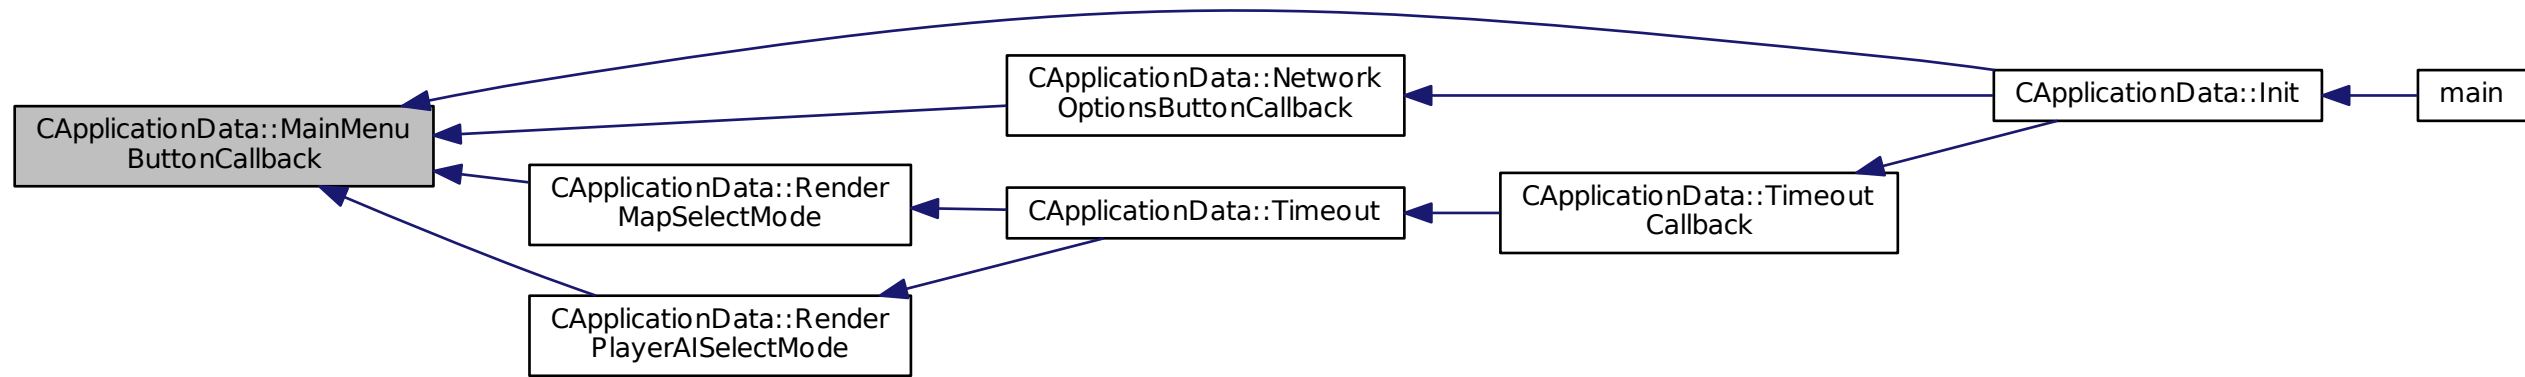 CApplicationData::MainMenu
ButtonCallback
CApplicationData::Network
OptionsButtonCallback
CApplicationData::Render
MapSelectMode
CApplicationData::Render
PlayerAISelectMode
CApplicationData::Timeout
CApplicationData::Timeout
Callback
CApplicationData::Init
main